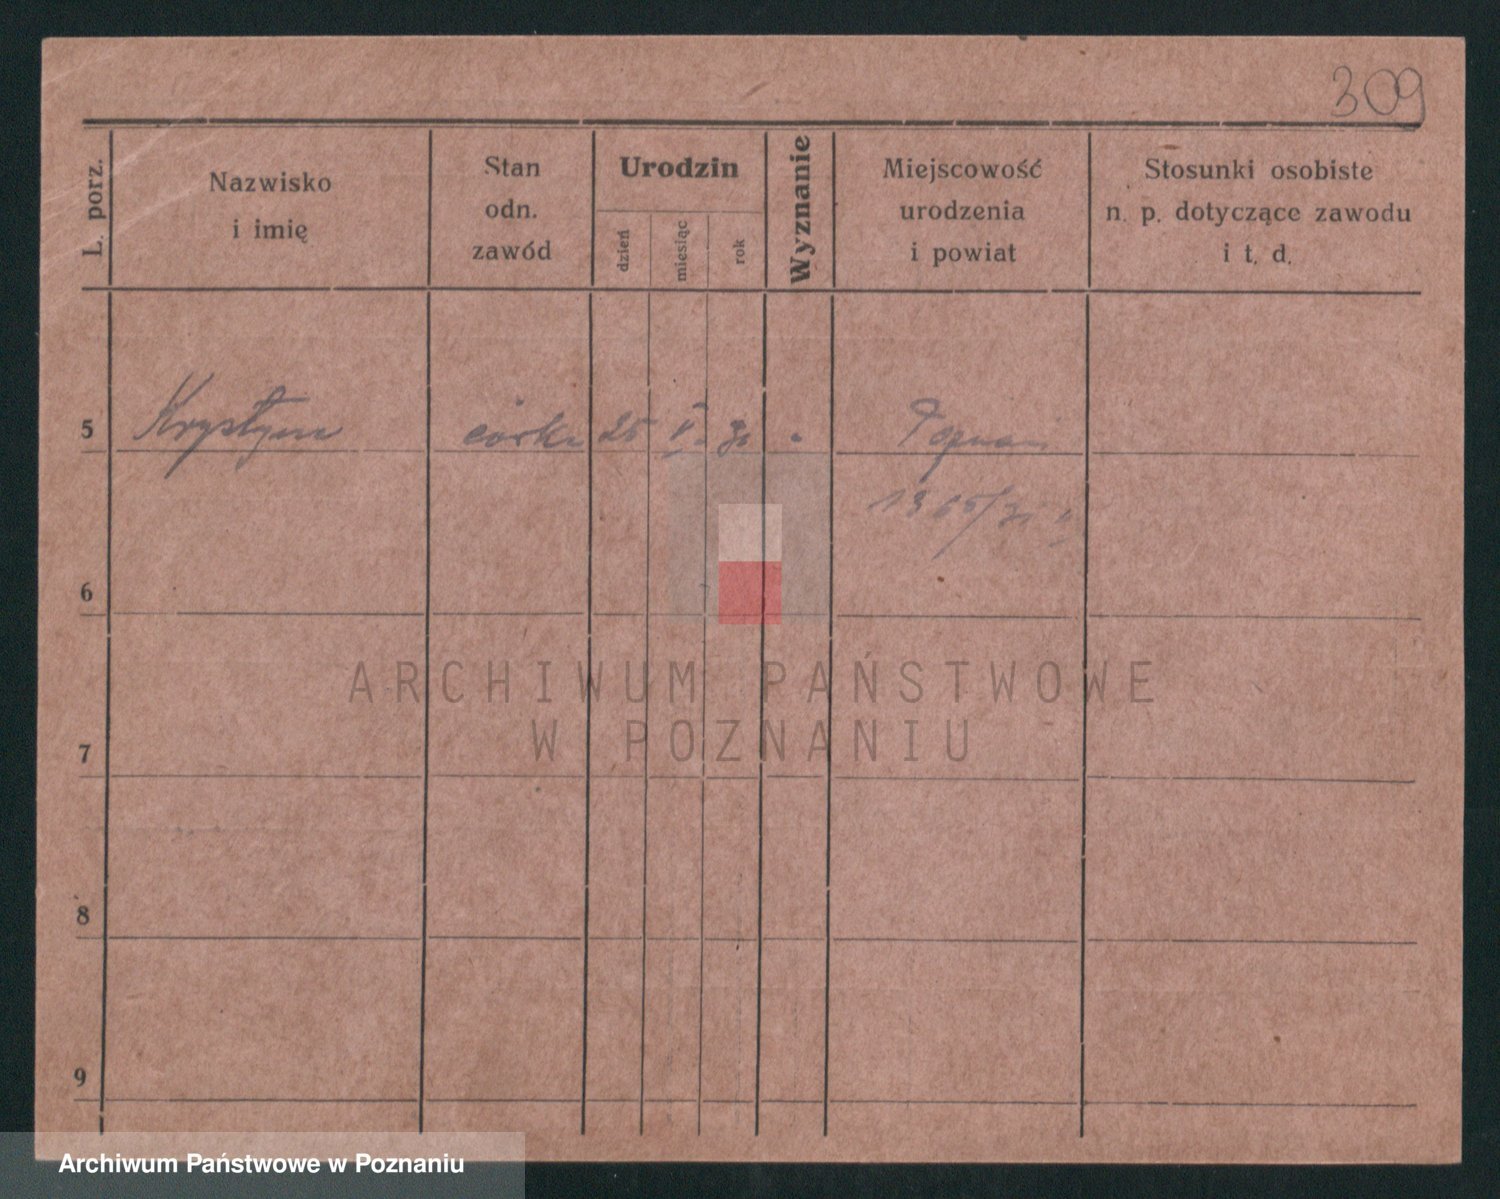 309
L. porz.
Nazwisko
i imię
Stan
odn.
zawód
Urodzin
dzień
miesiąc
rok
Wyznanie
Miejscowość
urodzenia
i powiat
Stosunki osobiste
n. p. dotyczące zawodu
i t. d.
5 Krystyna córka 25 V. Poznań
6
ARCHIWUM PAŃSTWOWE
W POZNANIU
7
8
9
Archiwum Państwowe w Poznaniu